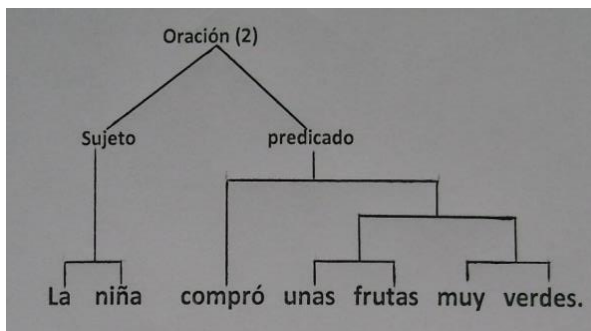 Oración (2)
Sujeto predicado
La niña compró unas frutas muy verdes.